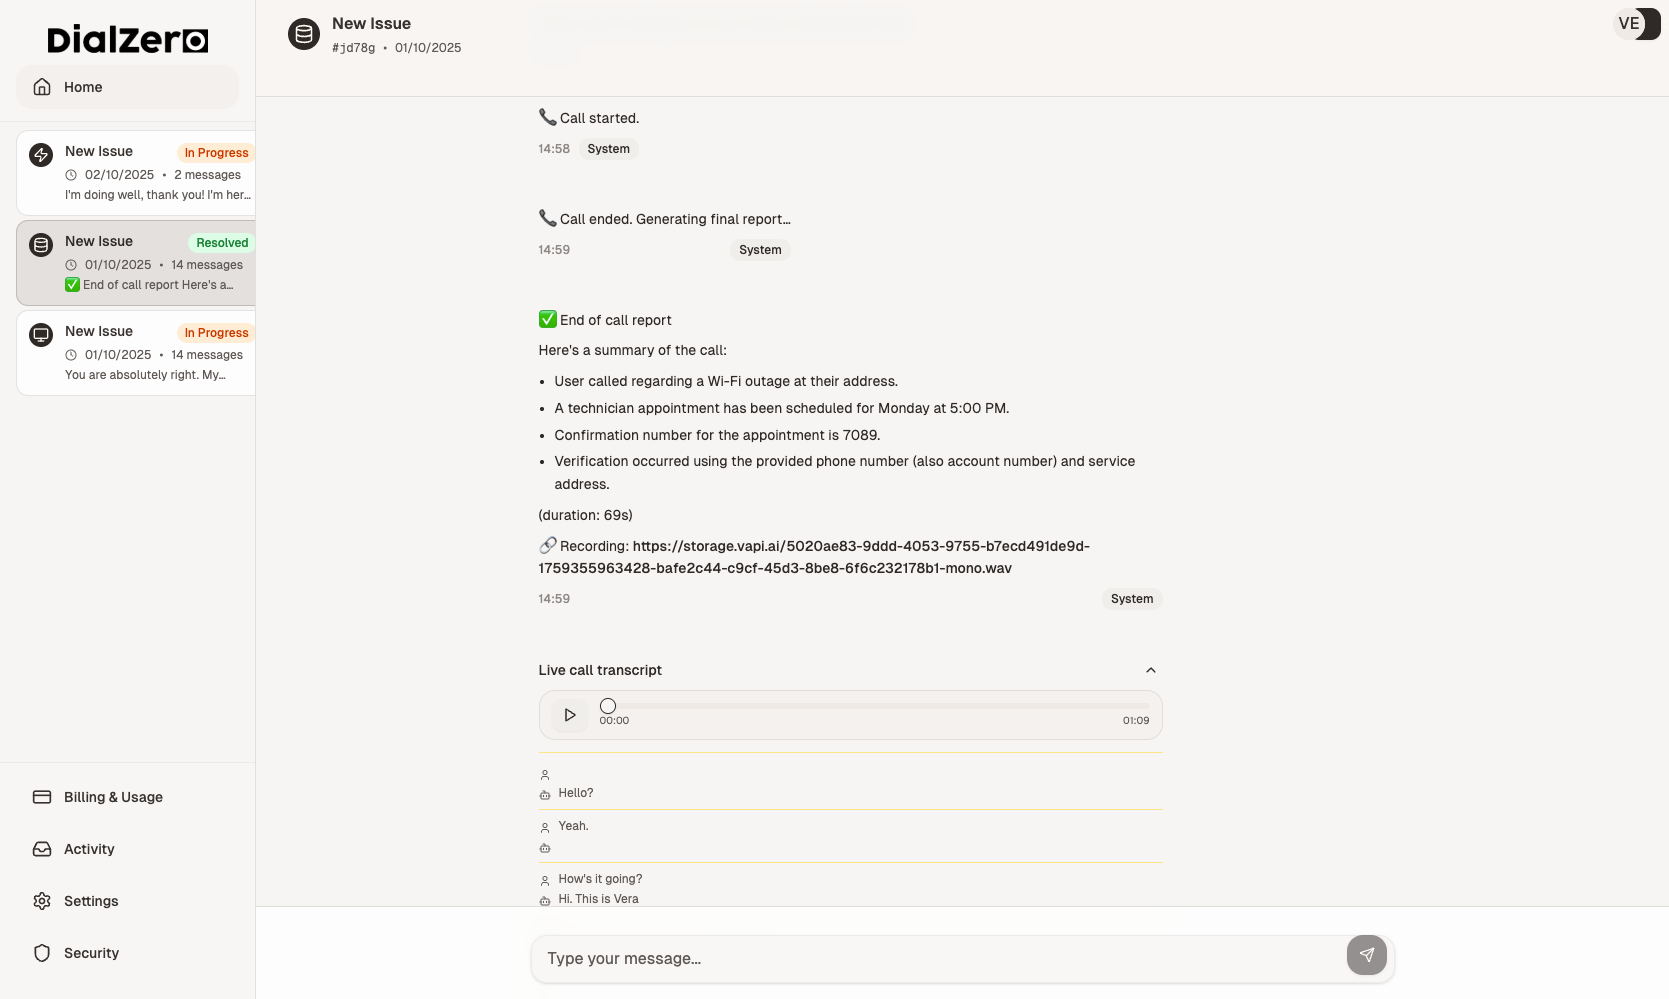 DialZero
Home
New Issue
In Progress
02/10/2025 • 2 messages
I'm doing well, thank you! I'm her...
New Issue
Resolved
01/10/2025 • 14 messages
✅ End of call report Here's a...
New Issue
In Progress
01/10/2025 • 14 messages
You are absolutely right. My...
Billing & Usage
Activity
Settings
Security
New Issue
#jd78g • 01/10/2025
VE
📞 Call started.
14:58 System
📞 Call ended. Generating final report...
14:59 System
✅ End of call report
Here's a summary of the call:
• User called regarding a Wi-Fi outage at their address.
• A technician appointment has been scheduled for Monday at 5:00 PM.
• Confirmation number for the appointment is 7089.
• Verification occurred using the provided phone number (also account number) and service
address.
(duration: 69s)
🔗 Recording: https://storage.vapi.ai/5020ae83-9ddd-4053-9755-b7ecd491de9d-
1759355963428-bafe2c44-c9cf-45d3-8be8-6f6c232178b1-mono.wav
14:59 System
Live call transcript
00:00 01:09
Hello?
Yeah.
How's it going?
Hi. This is Vera
Type your message...